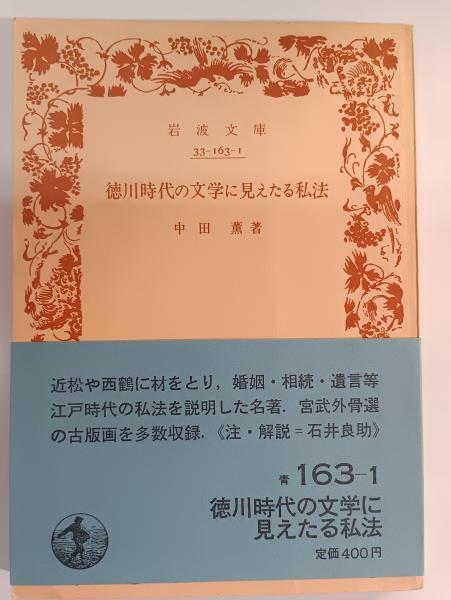 岩波文庫
33-163-1
徳川時代の文学に見えたる私法
中田 薫著
近松や西鶴に材をとり，婚姻・相続・遺言等
江戸時代の私法を説明した名著．宮武外骨選
の古版画を多数収録．《注・解説＝石井良助》
青 163-1
徳川時代の文学に
見えたる私法
定価400円